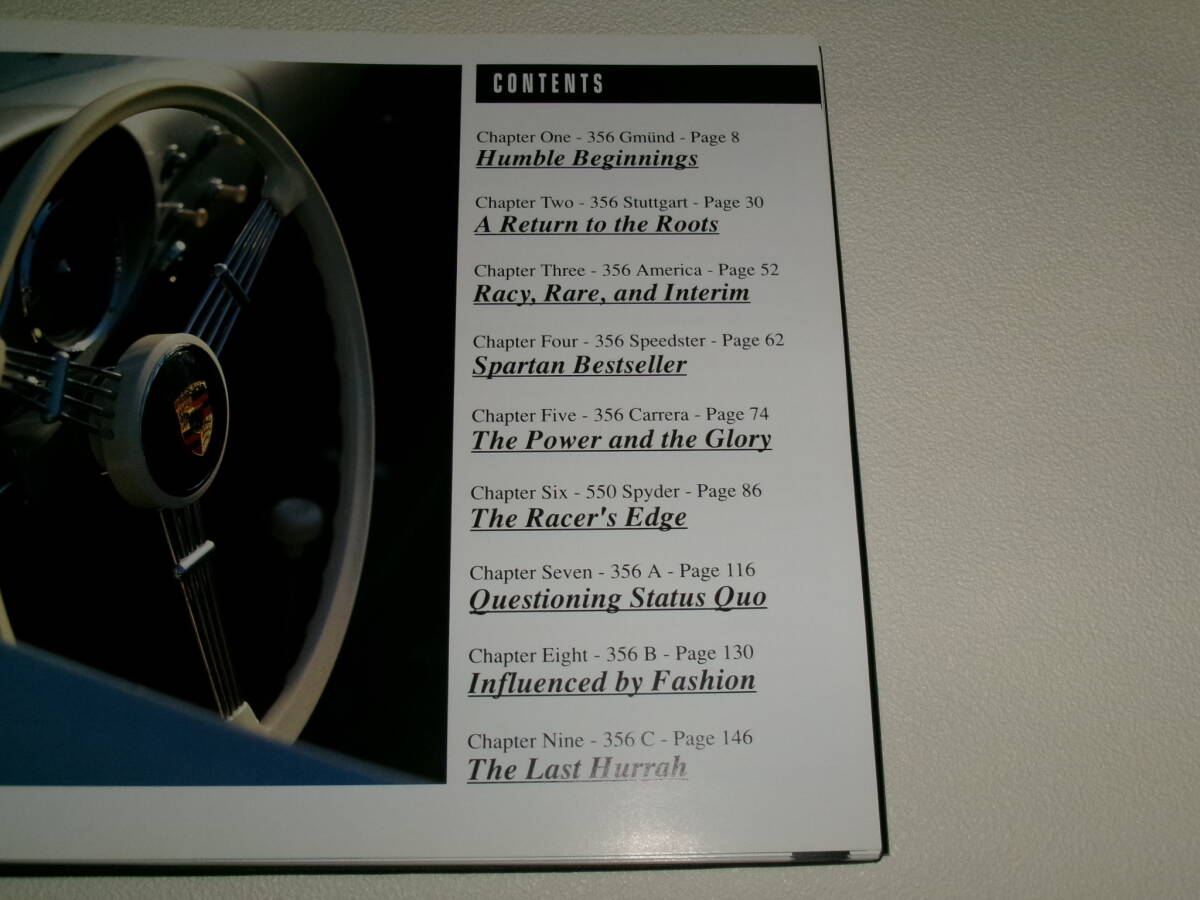 CONTENTS
Chapter One - 356 Gmünd - Page 8
Humble Beginnings
Chapter Two - 356 Stuttgart - Page 30
A Return to the Roots
Chapter Three - 356 America - Page 52
Racy, Rare, and Interim
Chapter Four - 356 Speedster - Page 62
Spartan Bestseller
Chapter Five - 356 Carrera - Page 74
The Power and the Glory
Chapter Six - 550 Spyder - Page 86
The Racer's Edge
Chapter Seven - 356 A - Page 116
Questioning Status Quo
Chapter Eight - 356 B - Page 130
Influenced by Fashion
Chapter Nine - 356 C - Page 146
The Last Hurrah